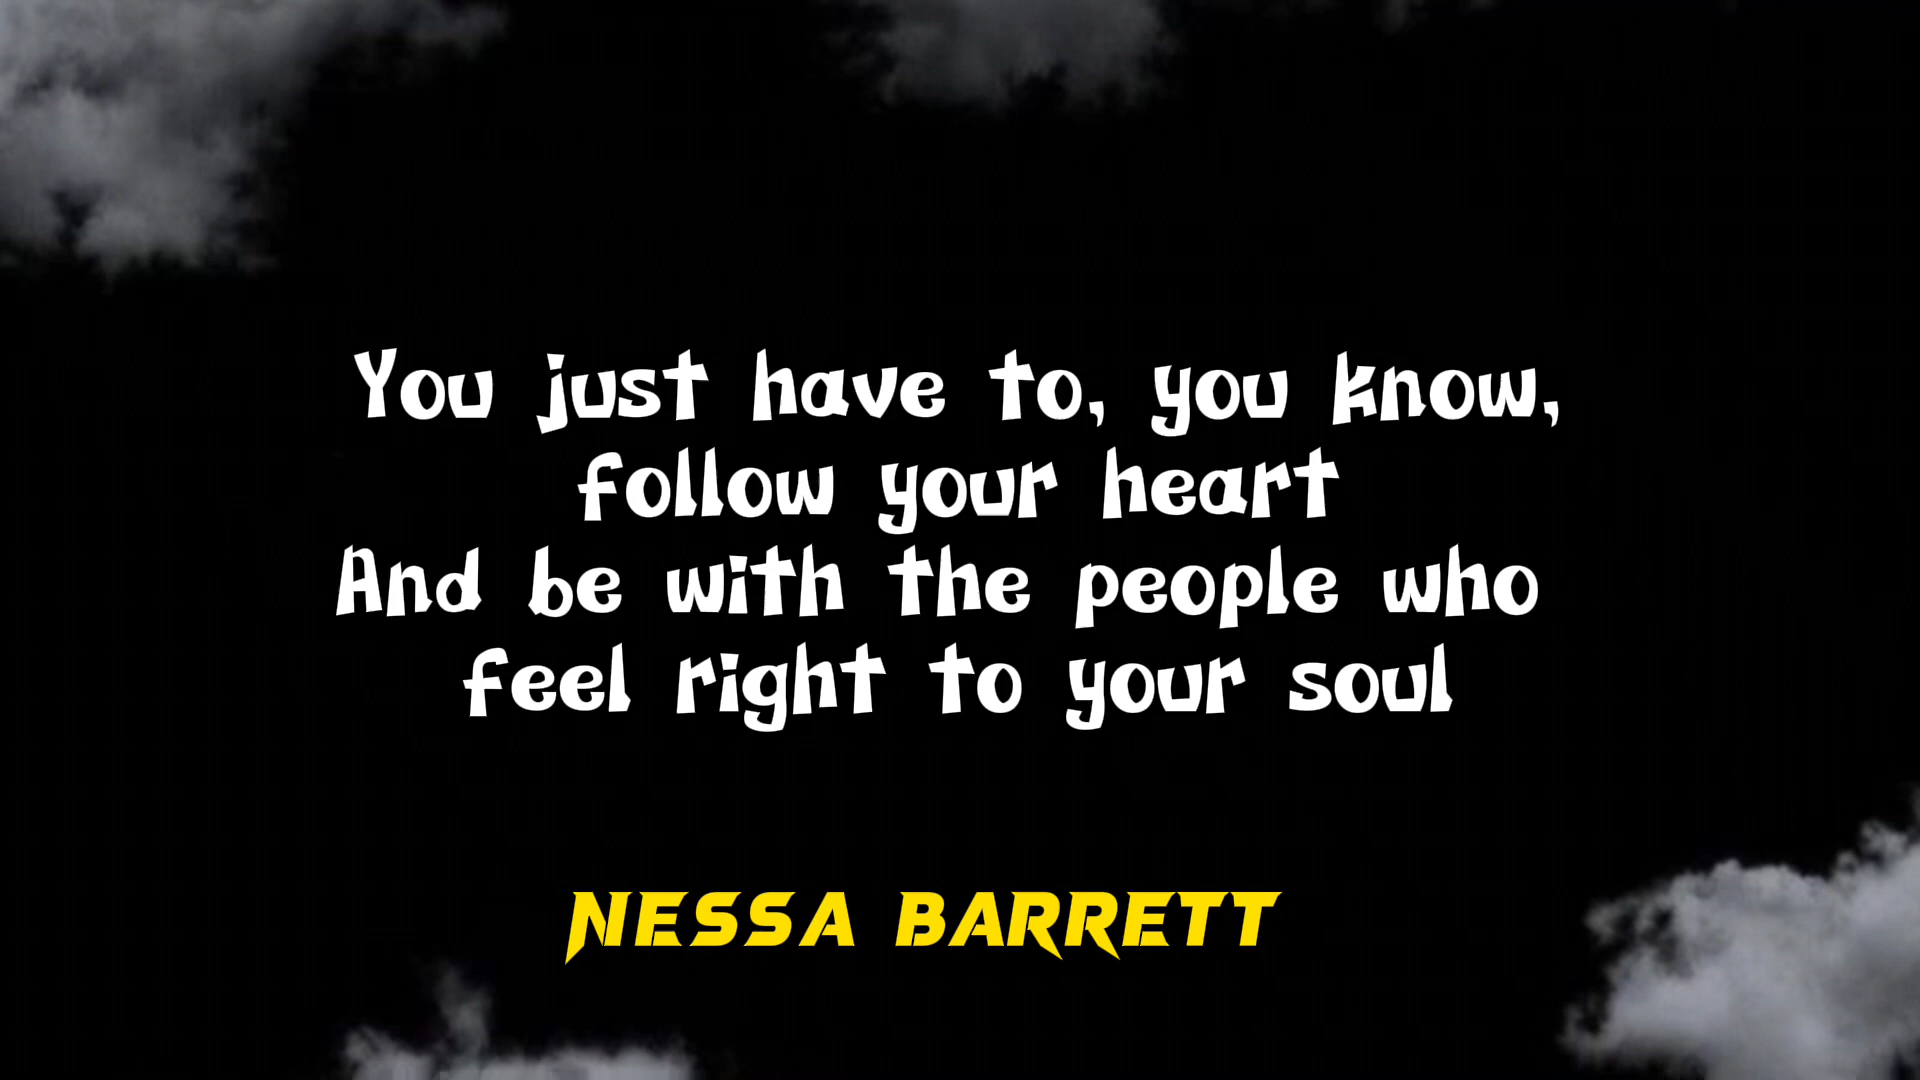 You just have to, you know,
follow your heart
And be with the people who
feel right to your soul
NESSA BARRETT